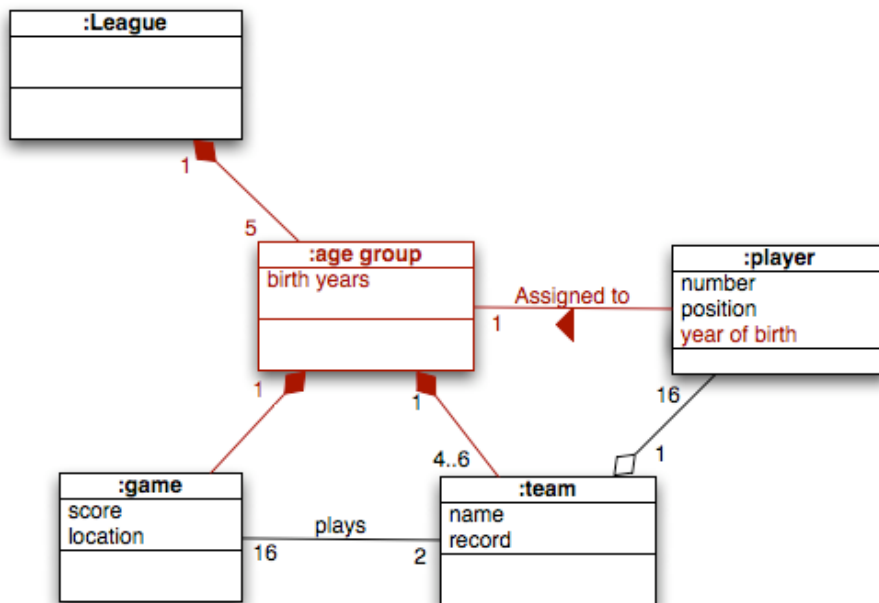 :League
1
5
:age group
birth years
Assigned to
1
:player
number
position
year of birth
1
1
16
1
4..6
:game
score
location
plays
16
2
:team
name
record